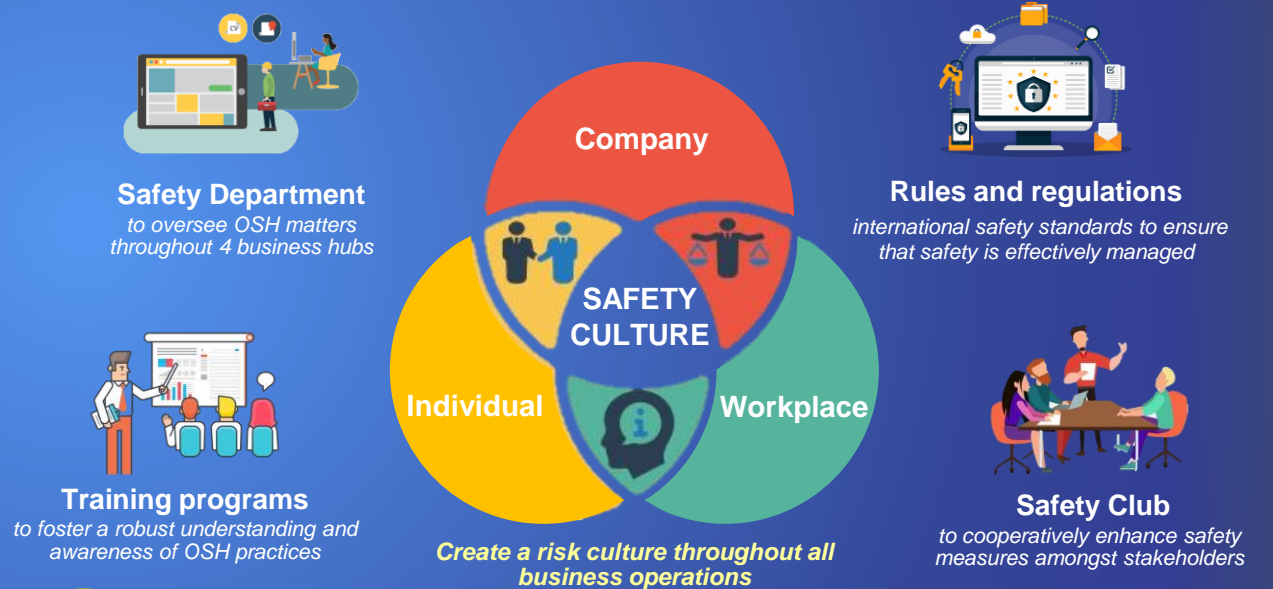 CV
Safety Department
to oversee OSH matters
throughout 4 business hubs
Company
Rules and regulations
international safety standards to ensure
that safety is effectively managed
SAFETY
CULTURE
Individual
Workplace
i
Training programs
to foster a robust understanding and
awareness of OSH practices
Safety Club
to cooperatively enhance safety
measures amongst stakeholders
Create a risk culture throughout all
business operations